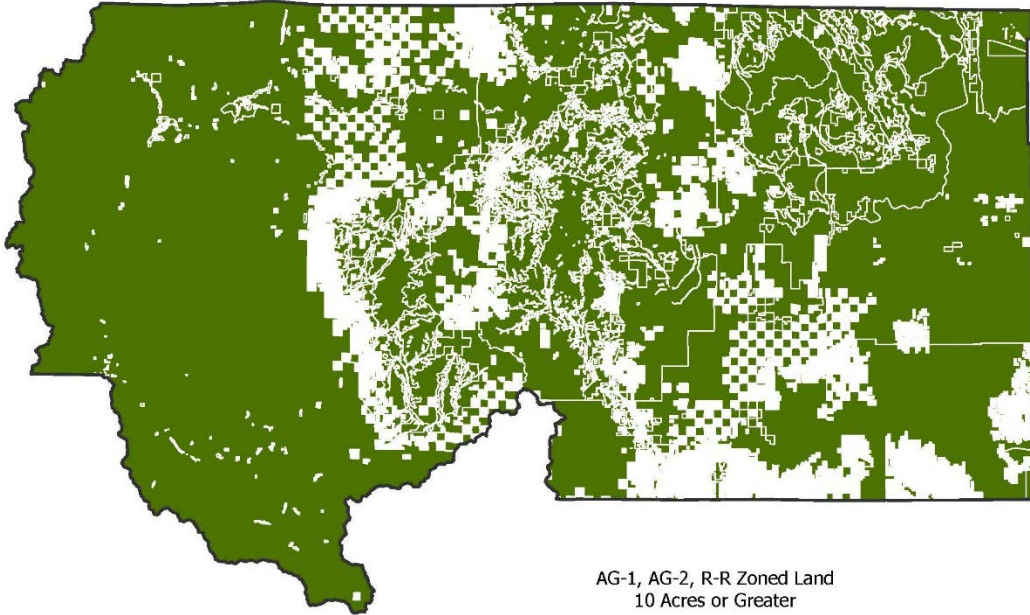 AG-1, AG-2, R-R Zoned Land
10 Acres or Greater